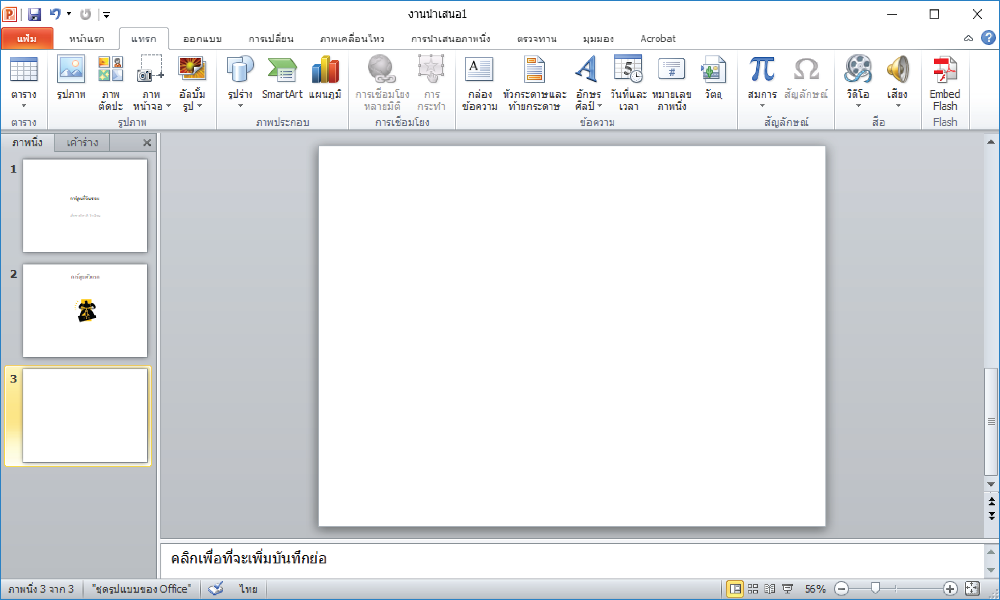 งานนำเสนอ1
แฟ้ม หน้าแรก แทรก ออกแบบ การเปลี่ยน ภาพเคลื่อนไหว การนำเสนอภาพนิ่ง ตรวจทาน มุมมอง Acrobat
ตาราง รูปภาพ ภาพ ภาพ อัลบั้ม รูปร่าง SmartArt แผนภูมิ การเชื่อมโยง การ กล่อง หัวกระดาษและ อักษร วันที่และ หมายเลข วัตถุ สมการ สัญลักษณ์ วิดีโอ เสียง Embed
ตัดปะ หน้าจอ รูป หลายมิติ กระทำ ข้อความ ท้ายกระดาษ ศิลป์ เวลา ภาพนิ่ง Flash
ตาราง รูปภาพ ภาพประกอบ การเชื่อมโยง ข้อความ สัญลักษณ์ สื่อ Flash
ภาพนิ่ง เค้าร่าง
1
2
3
คลิกเพื่อที่จะเพิ่มบันทึกย่อ
ภาพนิ่ง 3 จาก 3 "ชุดรูปแบบของ Office" ไทย 56%